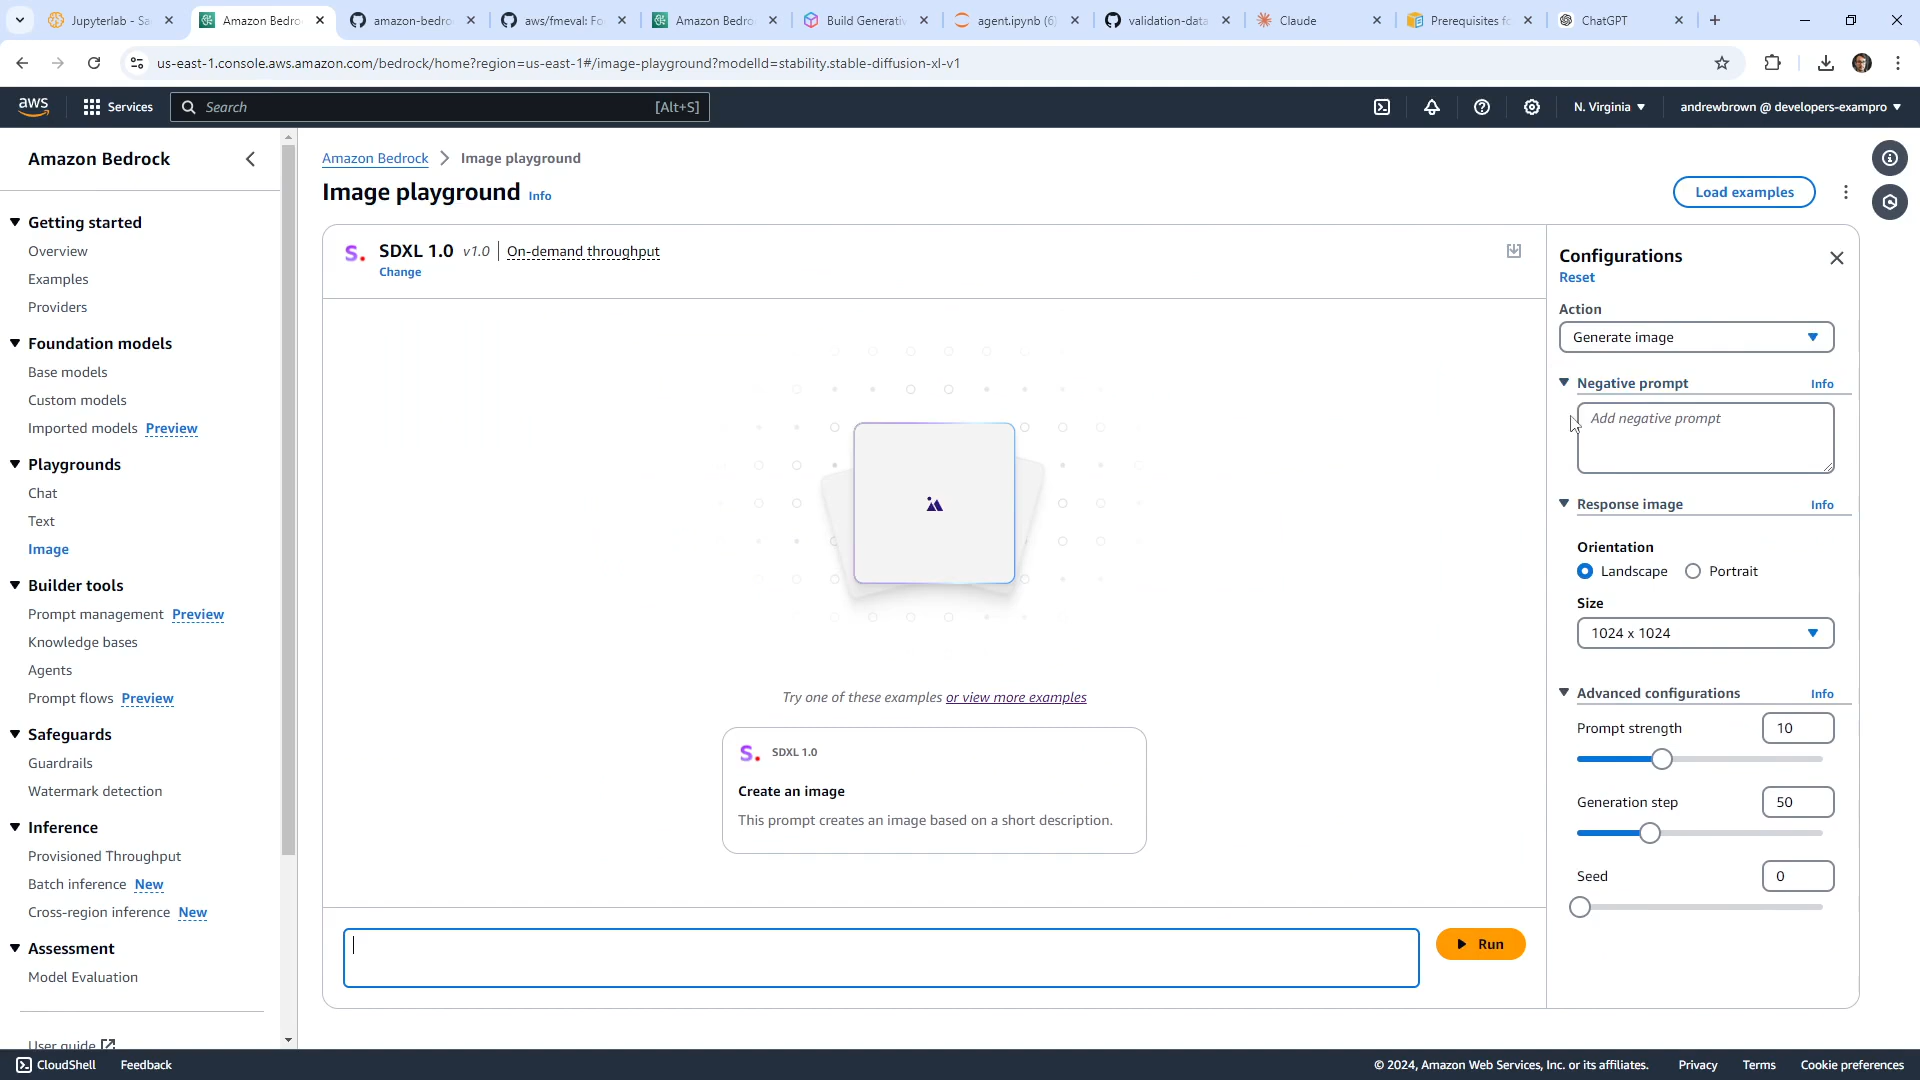 Jupyterlab - Sa
Amazon Bedro
amazon-bedro
aws/fmeval: Fo
Amazon Bedro
Build Generativ
agent.ipynb (6)
validation-data
Claude
Prerequisites fo
ChatGPT
us-east-1.console.aws.amazon.com/bedrock/home?region=us-east-1#/image-playground?modelId=stability.stable-diffusion-xl-v1
aws
Services
Search
[Alt+S]
N. Virginia
andrewbrown @ developers-exampro
Amazon Bedrock
Getting started
Overview
Examples
Providers
Foundation models
Base models
Custom models
Imported models Preview
Playgrounds
Chat
Text
Image
Builder tools
Prompt management Preview
Knowledge bases
Agents
Prompt flows Preview
Safeguards
Guardrails
Watermark detection
Inference
Provisioned Throughput
Batch inference New
Cross-region inference New
Assessment
Model Evaluation
User guide
Amazon Bedrock > Image playground
Image playground Info
Load examples
S. SDXL 1.0 v1.0 | On-demand throughput
Change
Try one of these examples or view more examples
S. SDXL 1.0
Create an image
This prompt creates an image based on a short description.
Run
Configurations
Reset
Action
Generate image
Negative prompt Info
Add negative prompt
Response image Info
Orientation
Landscape Portrait
Size
1024 x 1024
Advanced configurations Info
Prompt strength 10
Generation step 50
Seed 0
CloudShell Feedback
© 2024, Amazon Web Services, Inc. or its affiliates. Privacy Terms Cookie preferences